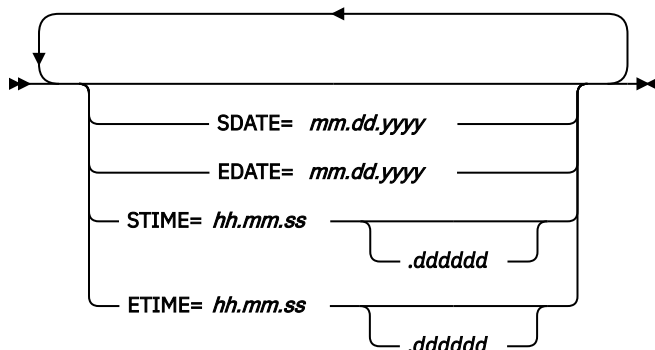 SDATE= mm.dd.yyyy
EDATE= mm.dd.yyyy
STIME= hh.mm.ss
.dddddd
ETIME= hh.mm.ss
.dddddd